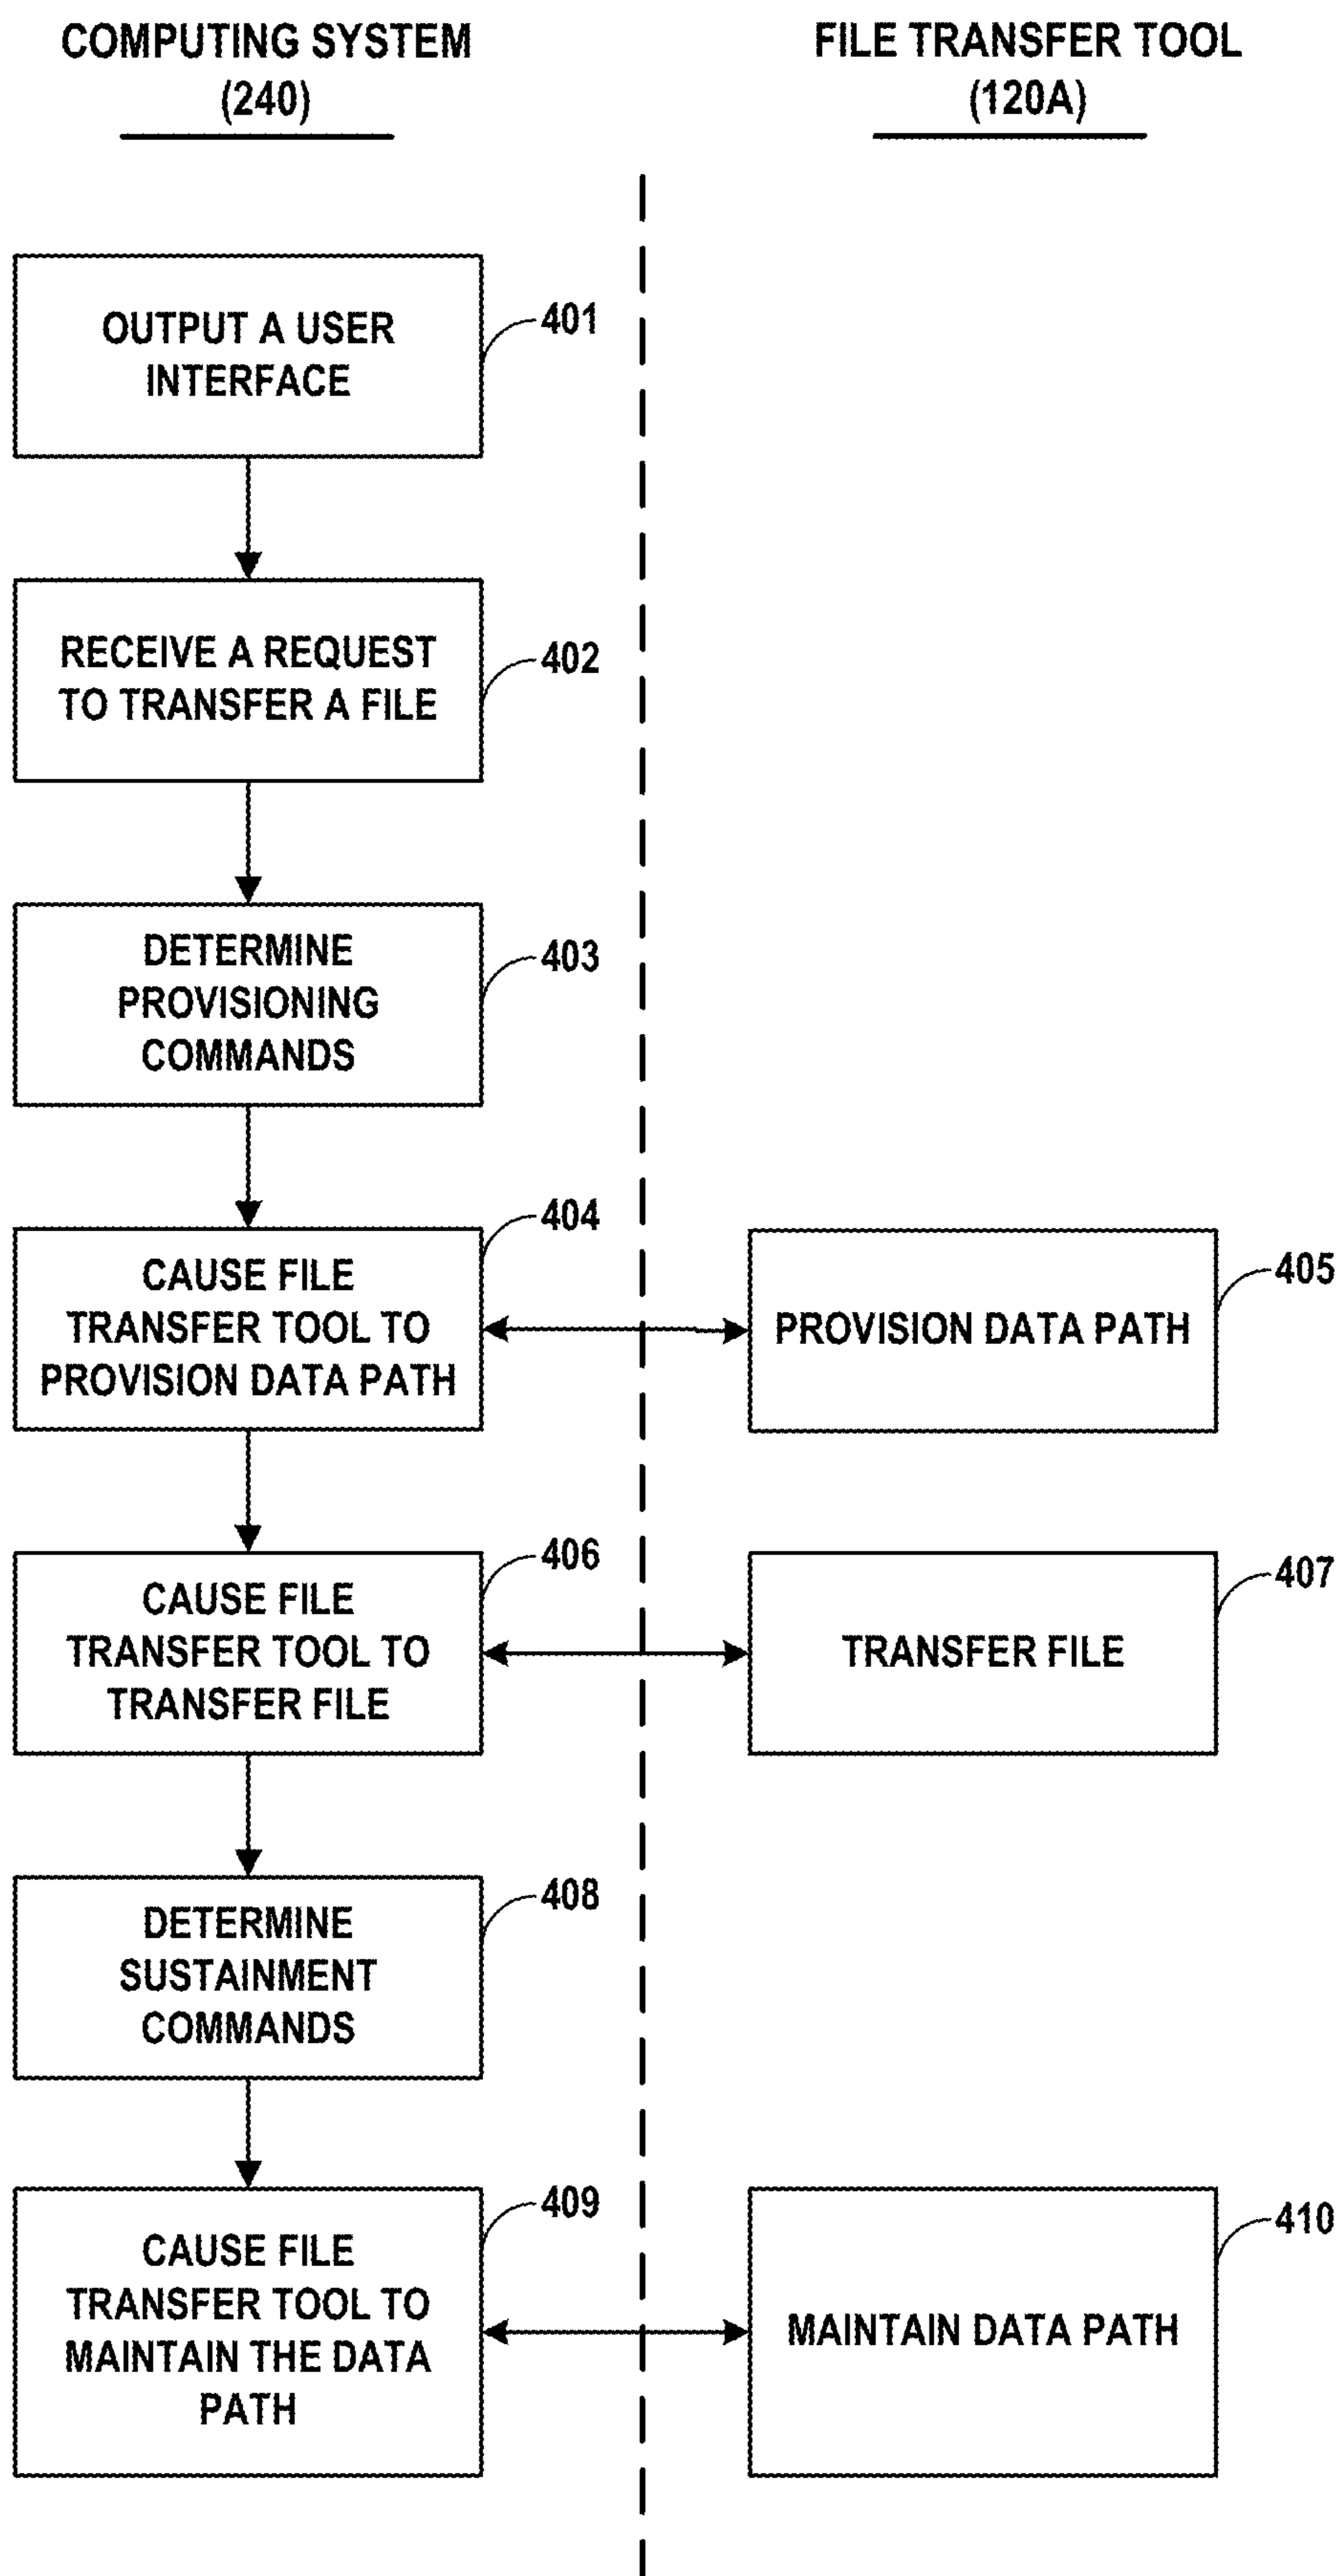 COMPUTING SYSTEM
(240)
FILE TRANSFER TOOL
(120A)
OUTPUT A USER
INTERFACE
401
RECEIVE A REQUEST
TO TRANSFER A FILE
402
DETERMINE
PROVISIONING
COMMANDS
403
CAUSE FILE
TRANSFER TOOL TO
PROVISION DATA PATH
404
PROVISION DATA PATH
405
CAUSE FILE
TRANSFER TOOL TO
TRANSFER FILE
406
TRANSFER FILE
407
DETERMINE
SUSTAINMENT
COMMANDS
408
CAUSE FILE
TRANSFER TOOL TO
MAINTAIN THE DATA
PATH
409
MAINTAIN DATA PATH
410